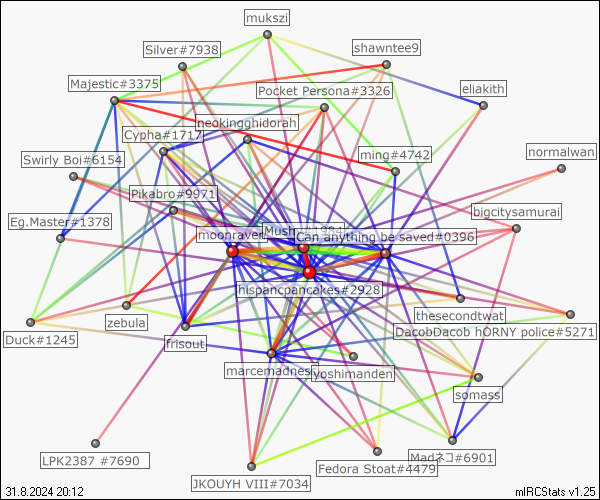 mukszi
Silver#7938
shawntee9
Majestic#3375
Pocket Persona#3326
eliakith
neokingghidorah
Cypha#1717
ming#4742
normalwan
Swirly Boi#6154
Pikabro#9971
bigcitysamurai
Eg.Master#1378
moonraveru
Mush
Can anything be saved#0396
hispancpancakes#2928
thesecondtwat
zebula
DacobDacob hORNY police#5271
Duck#1245
frisout
marcemadness
yoshimanden
somass
LPK2387 #7690
Madネコ#6901
Fedora Stoat#4479
JKOUYH VIII#7034
31.8.2024 20:12
mIRCStats v1.25